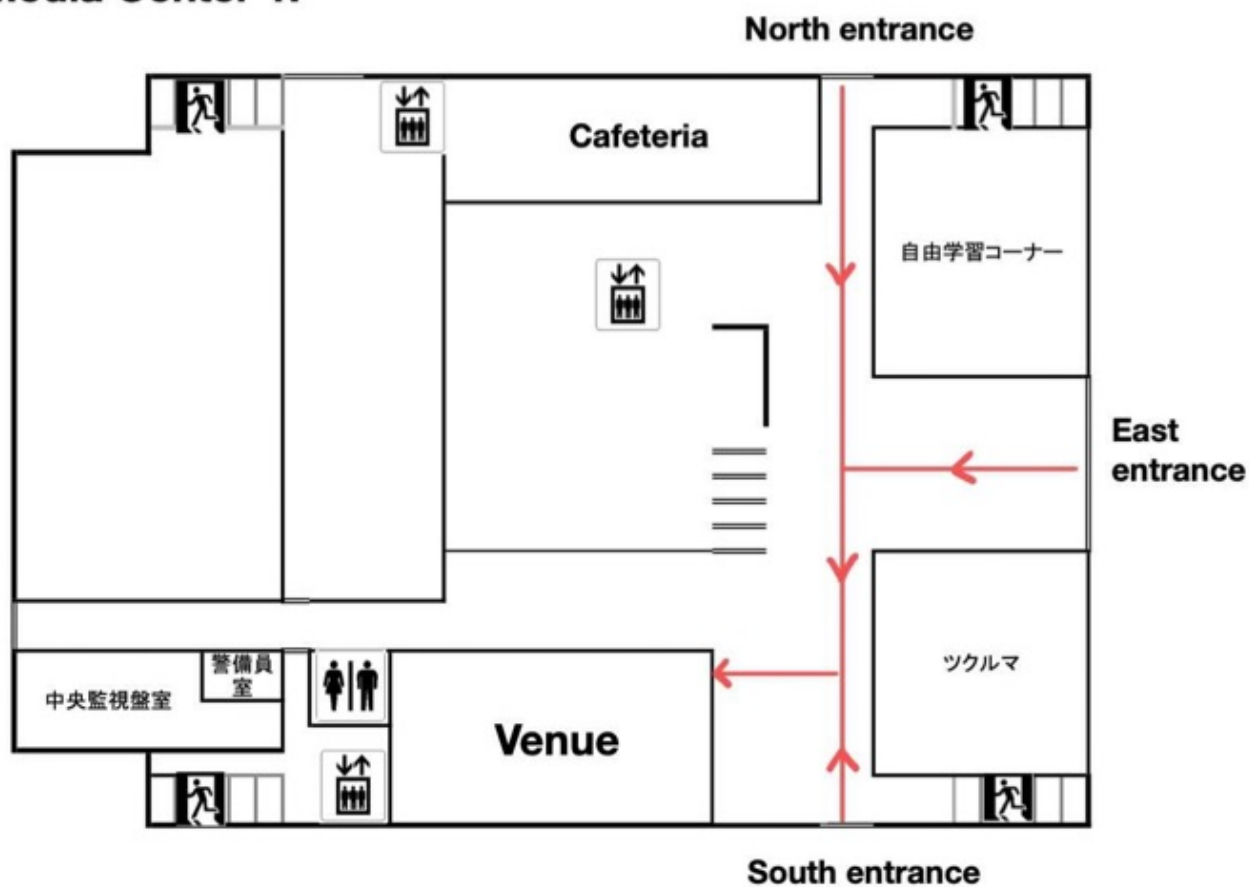 North entrance
Cafeteria
自由学習コーナー
East
entrance
警備員
室
中央監視盤室
ツクルマ
Venue
South entrance